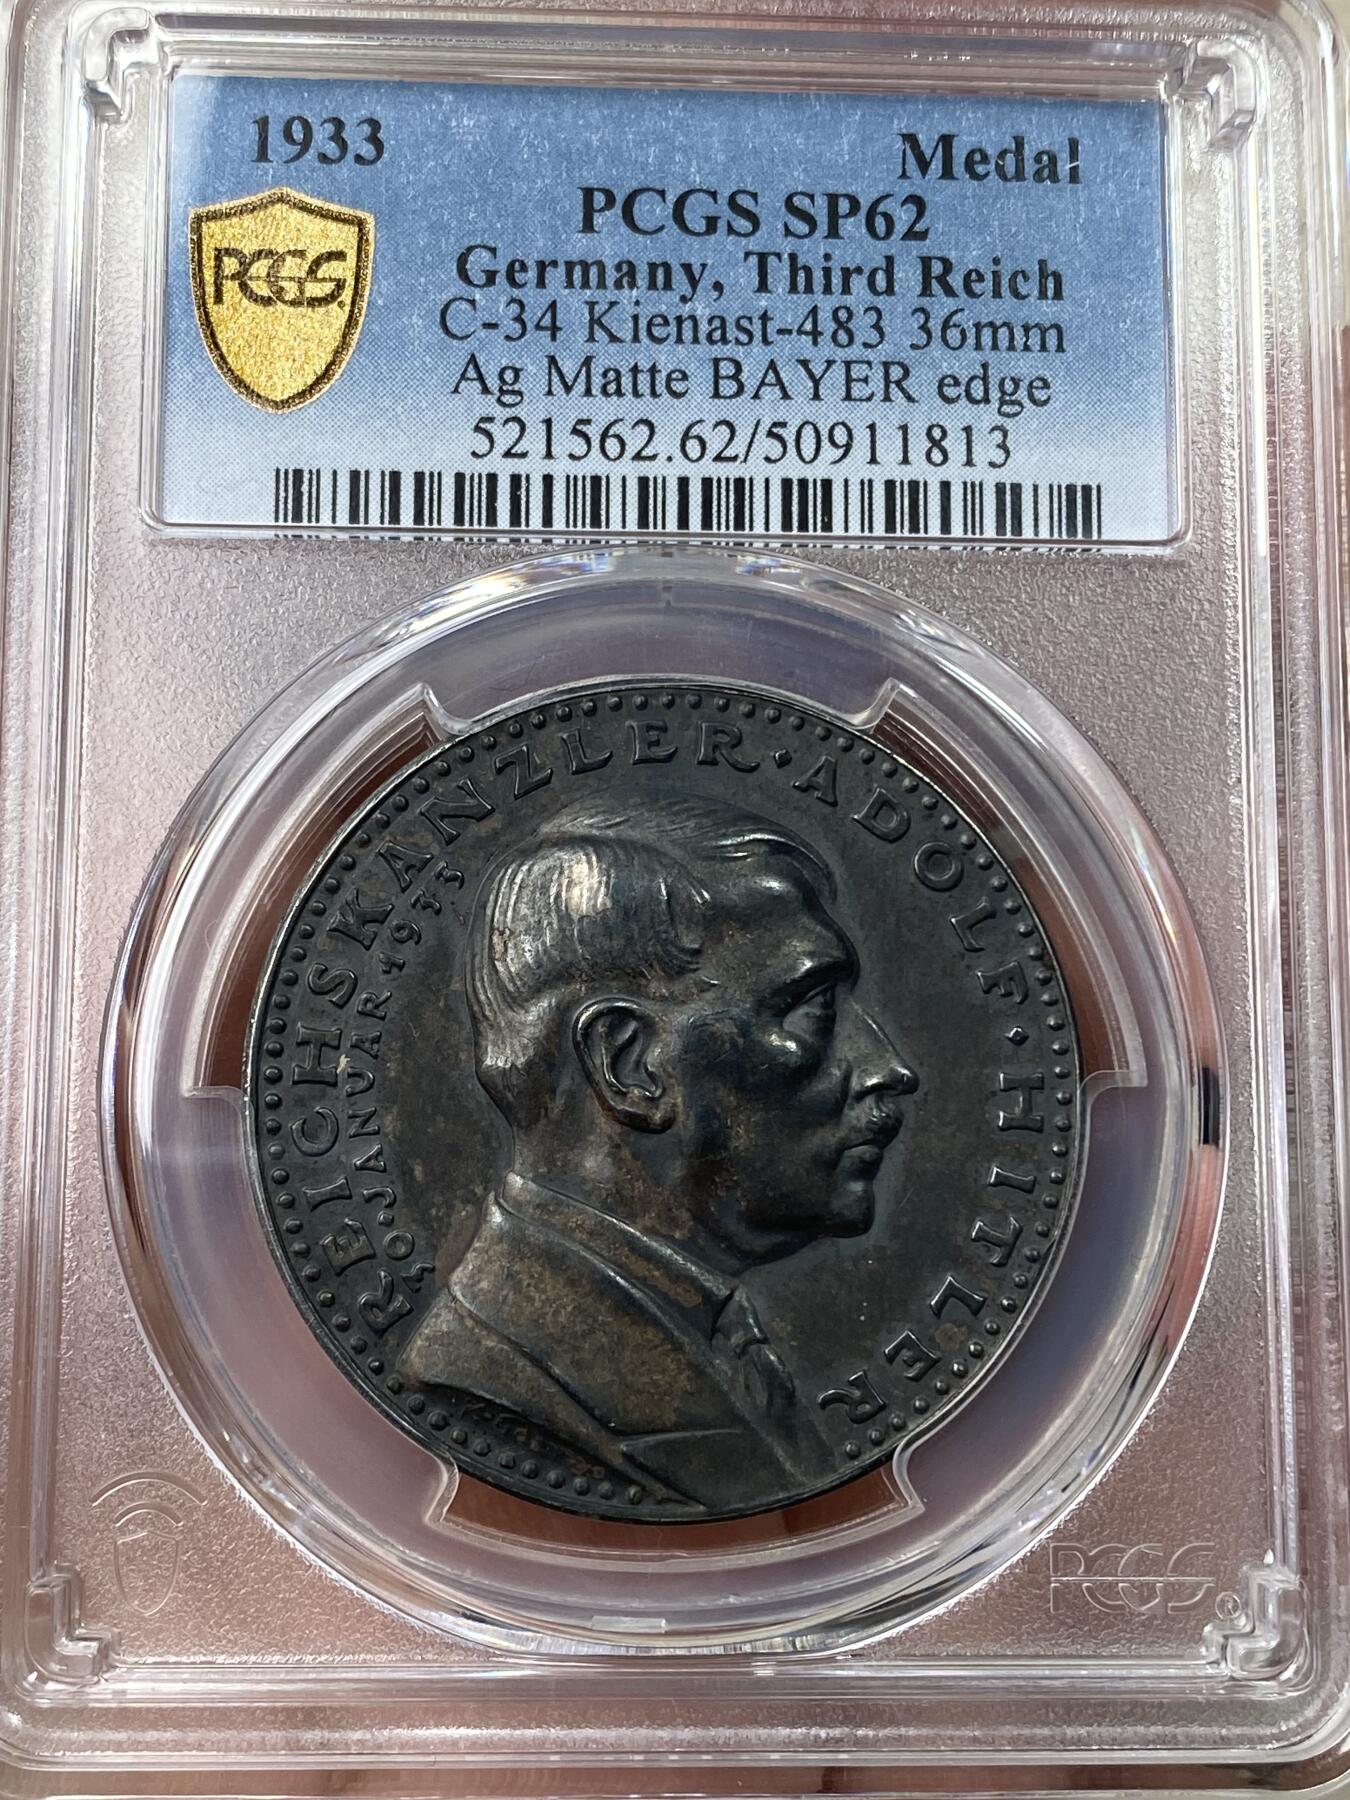 1933
Medal
PCGS
PCGS SP62
Germany, Third Reich
C-34 Kienast-483 36mm
Ag Matte BAYER edge
521562.62/50911813
REICHSKANZLER · ADOLF · HITLER
30·JANUAR 1933
PCGS